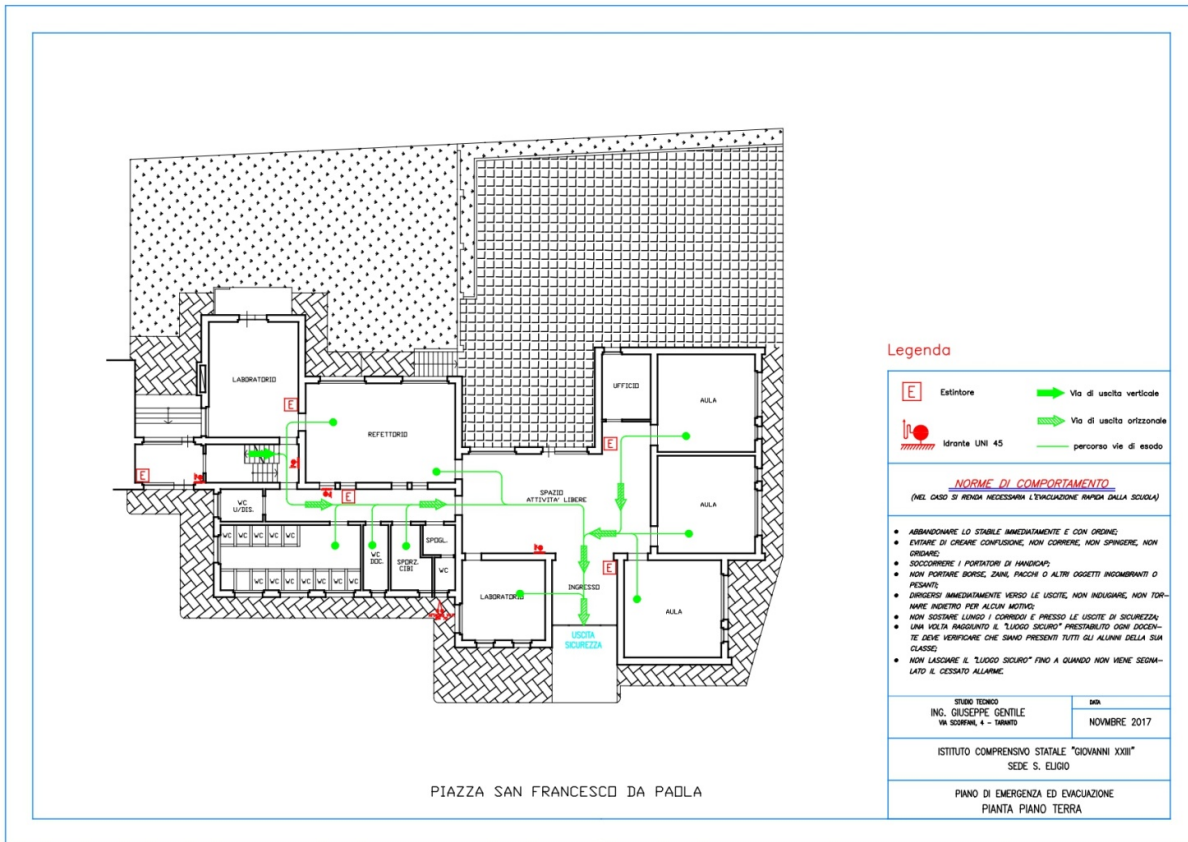 LABORATORIO
REFETTORIO
UFFICIO
AULA
E
E
E
E
E
AULA
AULA
SPAZIO
ATTIVITA' LIBERE
WC
U/DIS.
WC
WC
WC
WC
WC
WC
WC
WC
WC
WC
WC
WC
WC
DOC.
SPORZ.
CIBI
SPOGL.
WC
LABORATORIO
INGRESSO
USCITA
SICUREZZA
PIAZZA SAN FRANCESCO DA PAOLA
Legenda
E
Estintore
Via di uscita verticale
Via di uscita orizzonale
Idrante UNI 45
percorso vie di esodo
NORME DI COMPORTAMENTO
(NEL CASO SI RENDA NECESSARIA L'EVACUAZIONE RAPIDA DALLA SCUOLA)
• ABBANDONARE LO STABILE IMMEDIATAMENTE E CON ORDINE;
• EVITARE DI CREARE CONFUSIONE, NON CORRERE, NON SPINGERE, NON
GRIDARE;
• SOCCORRERE I PORTATORI DI HANDICAP;
• NON PORTARE BORSE, ZAINI, PACCHI O ALTRI OGGETTI INGOMBRANTI O
PESANTI;
• DIRIGERSI IMMEDIATAMENTE VERSO LE USCITE, NON INDUGIARE, NON TOR-
NARE INDIETRO PER ALCUN MOTIVO;
• NON SOSTARE LUNGO I CORRIDOI E PRESSO LE USCITE DI SICUREZZA;
• UNA VOLTA RAGGIUNTO IL "LUOGO SICURO" PRESTABILITO OGNI DOCEN-
TE DEVE VERIFICARE CHE SIANO PRESENTI TUTTI GLI ALUNNI DELLA SUA
CLASSE;
• NON LASCIARE IL "LUOGO SICURO" FINO A QUANDO NON VIENE SEGNA-
LATO IL CESSATO ALLARME.
STUDIO TECNICO
ING. GIUSEPPE GENTILE
VIA SCORFANI, 4 - TARANTO
DATA
NOVMBRE 2017
ISTITUTO COMPRENSIVO STATALE "GIOVANNI XXIII"
SEDE S. ELIGIO
PIANO DI EMERGENZA ED EVACUAZIONE
PIANTA PIANO TERRA